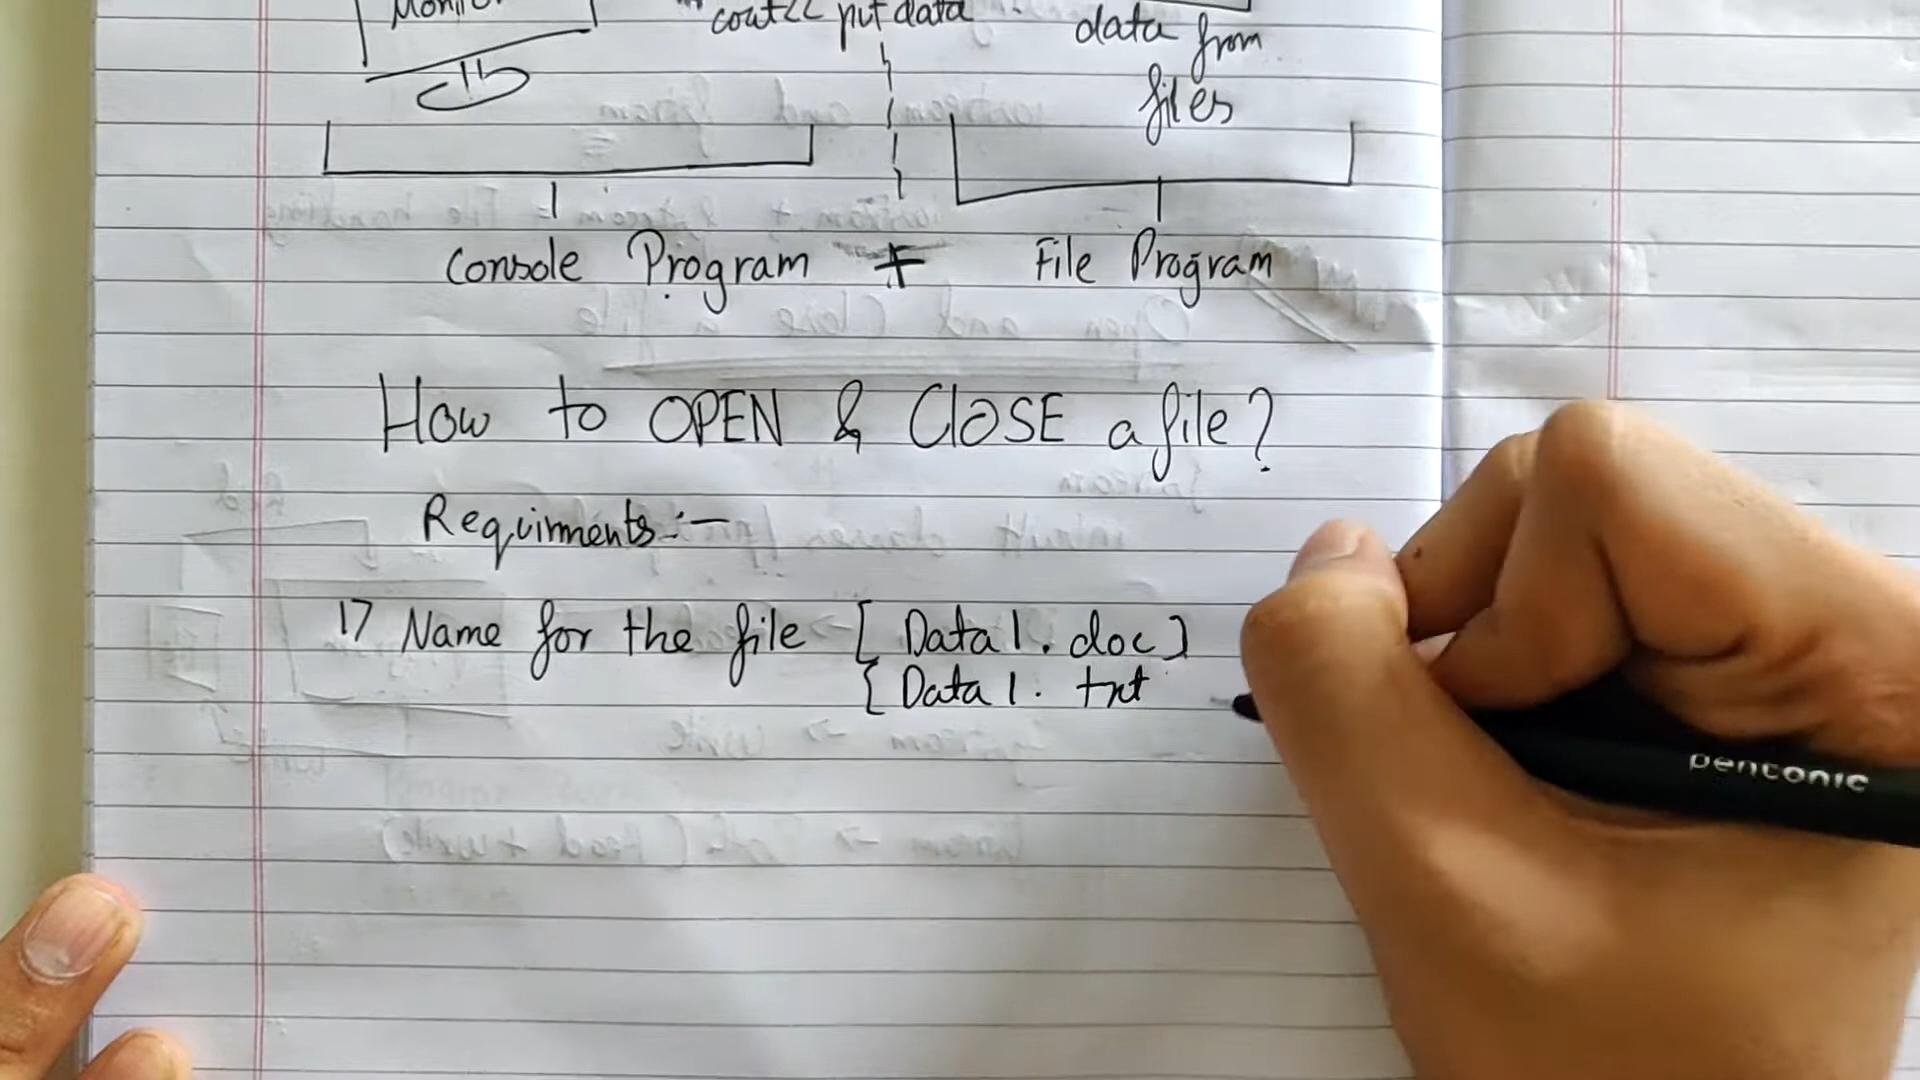 cout<< put data
data from
files
Console Program + File Program
How to OPEN & ClOSE a file?
Requirments:-
1> Name for the file [ Data1.doc]
[ Data1. txt
pentonic